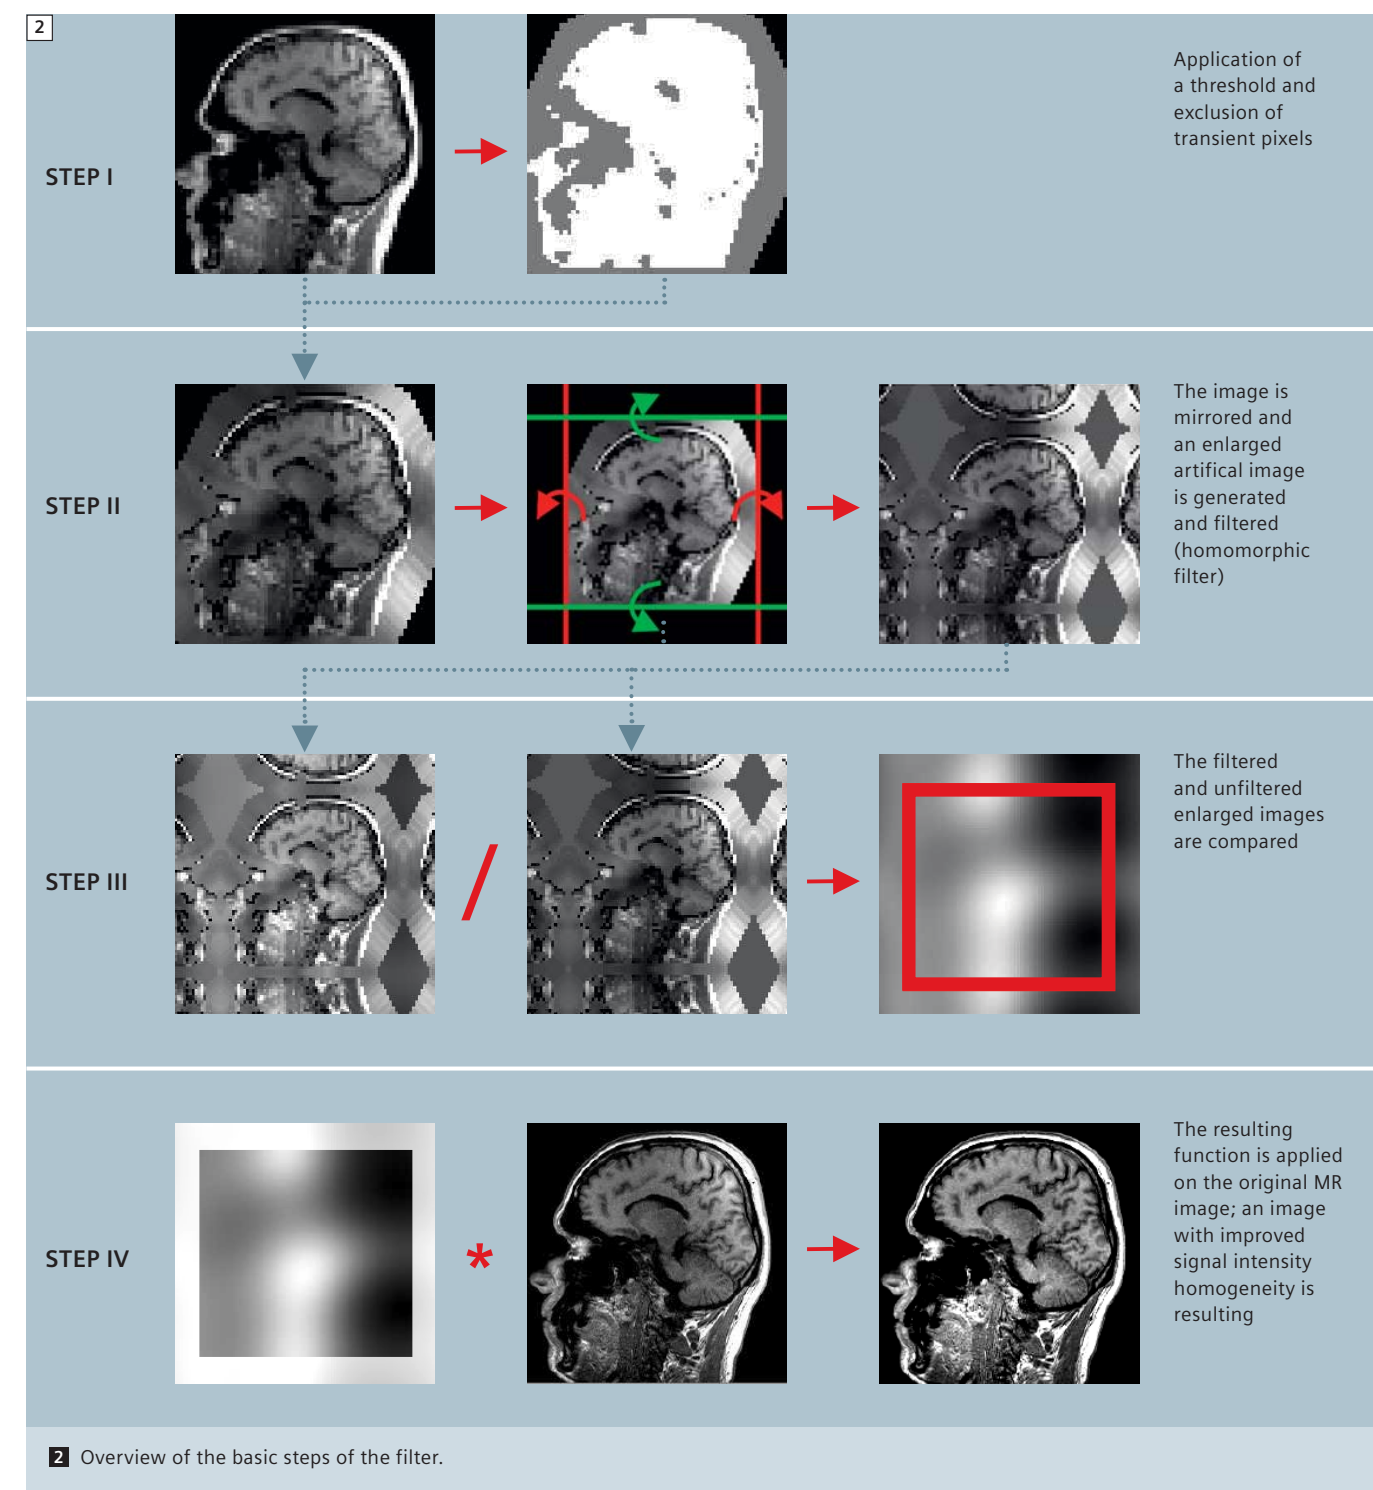 2
STEP I
Application of
a threshold and
exclusion of
transient pixels
STEP II
The image is
mirrored and
an enlarged
artifical image
is generated
and filtered
(homomorphic
filter)
STEP III
/
The filtered
and unfiltered
enlarged images
are compared
STEP IV
*
The resulting
function is applied
on the original MR
image; an image
with improved
signal intensity
homogeneity is
resulting
2 Overview of the basic steps of the filter.